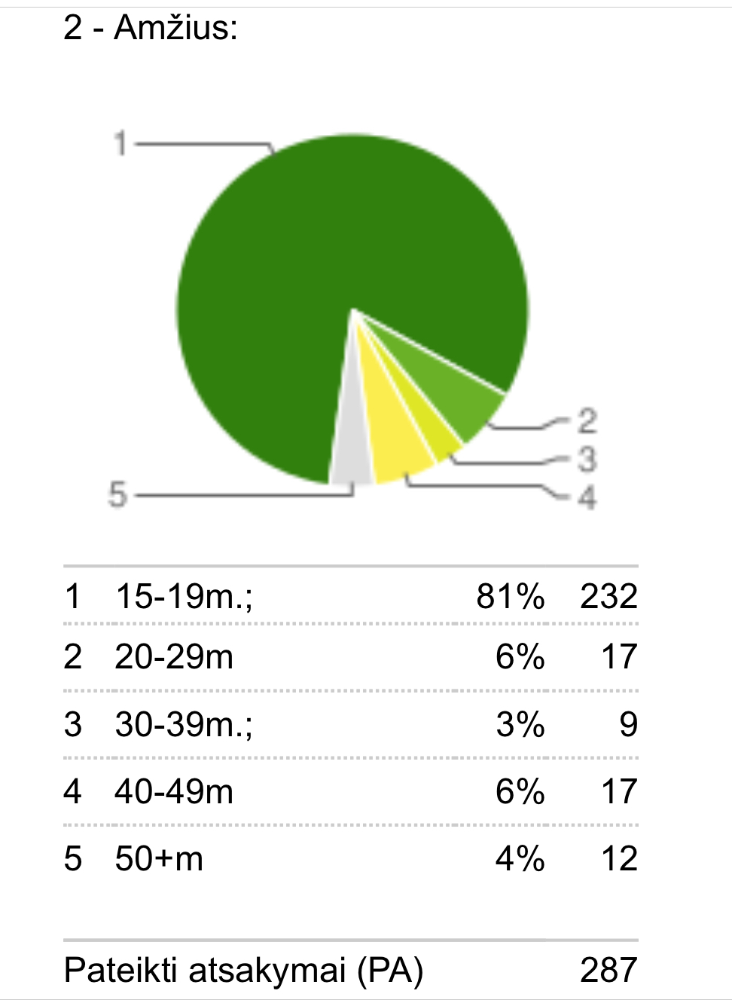 2 - Amžius:
1
2
3
5
4
1 15-19m.; 81% 232
2 20-29m 6% 17
3 30-39m.; 3% 9
4 40-49m 6% 17
5 50+m 4% 12
Pateikti atsakymai (PA) 287